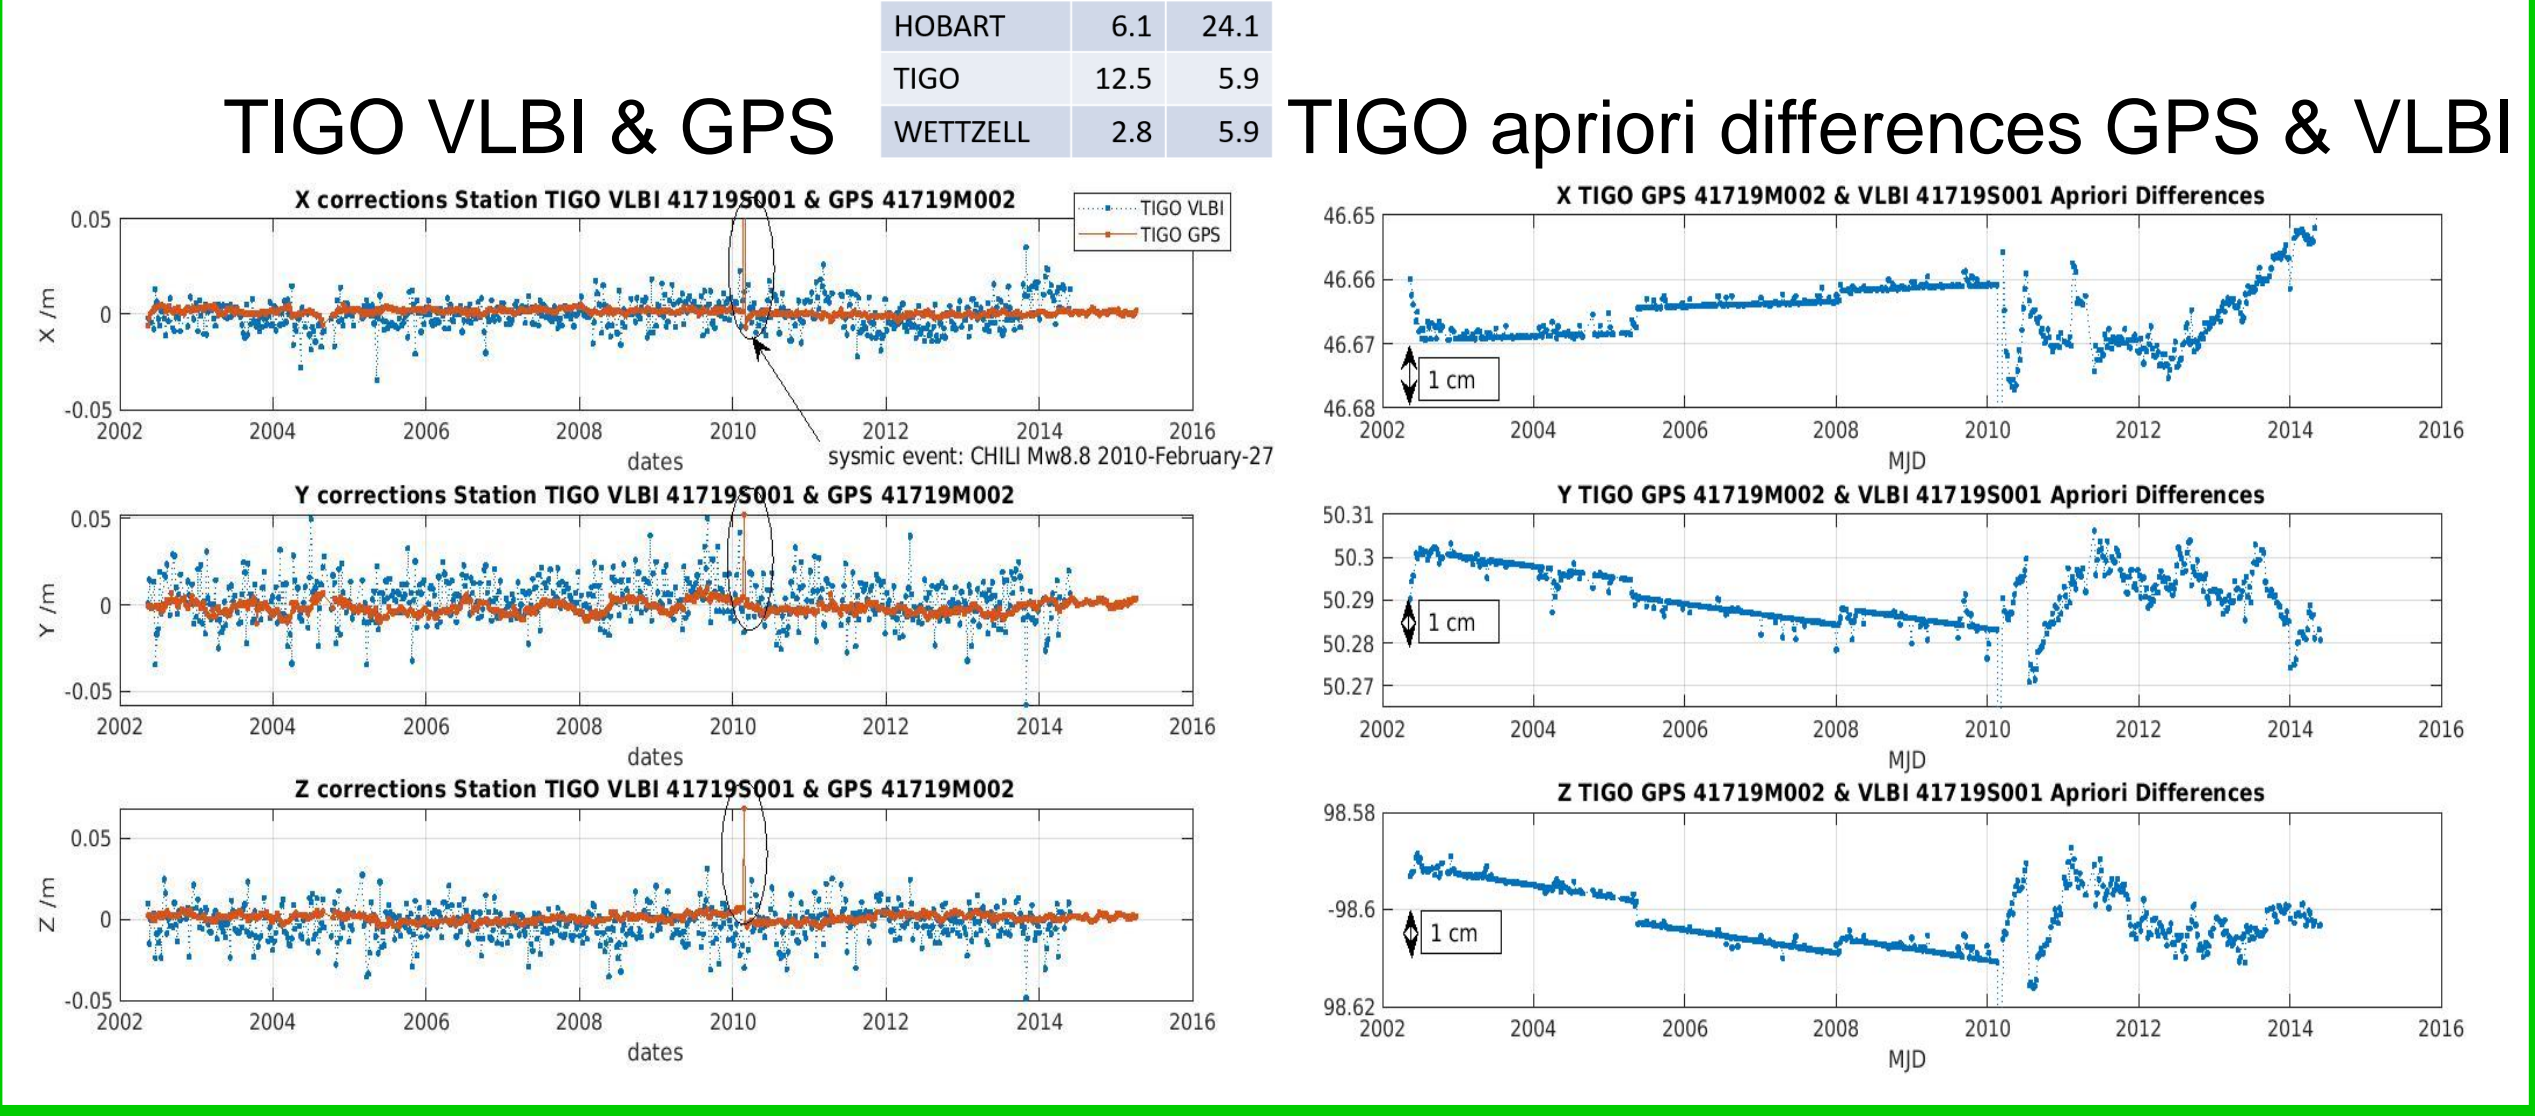 HOBART 6.1 24.1
TIGO 12.5 5.9
WETTZELL 2.8 5.9
TIGO VLBI & GPS
TIGO apriori differences GPS & VLBI
X corrections Station TIGO VLBI 41719S001 & GPS 41719M002
TIGO VLBI
TIGO GPS
0.05
0
-0.05
X /m
2002 2004 2006 2008 2010 2012 2014 2016
dates
sysmic event: CHILI Mw8.8 2010-February-27
Y corrections Station TIGO VLBI 41719S001 & GPS 41719M002
0.05
0
-0.05
Y /m
2002 2004 2006 2008 2010 2012 2014 2016
dates
Z corrections Station TIGO VLBI 41719S001 & GPS 41719M002
0.05
0
-0.05
Z /m
2002 2004 2006 2008 2010 2012 2014 2016
dates
X TIGO GPS 41719M002 & VLBI 41719S001 Apriori Differences
46.65
46.66
46.67
46.68
1 cm
2002 2004 2006 2008 2010 2012 2014 2016
MJD
Y TIGO GPS 41719M002 & VLBI 41719S001 Apriori Differences
50.31
50.3
50.29
50.28
50.27
1 cm
2002 2004 2006 2008 2010 2012 2014 2016
MJD
Z TIGO GPS 41719M002 & VLBI 41719S001 Apriori Differences
98.58
-98.6
98.62
1 cm
2002 2004 2006 2008 2010 2012 2014 2016
MJD